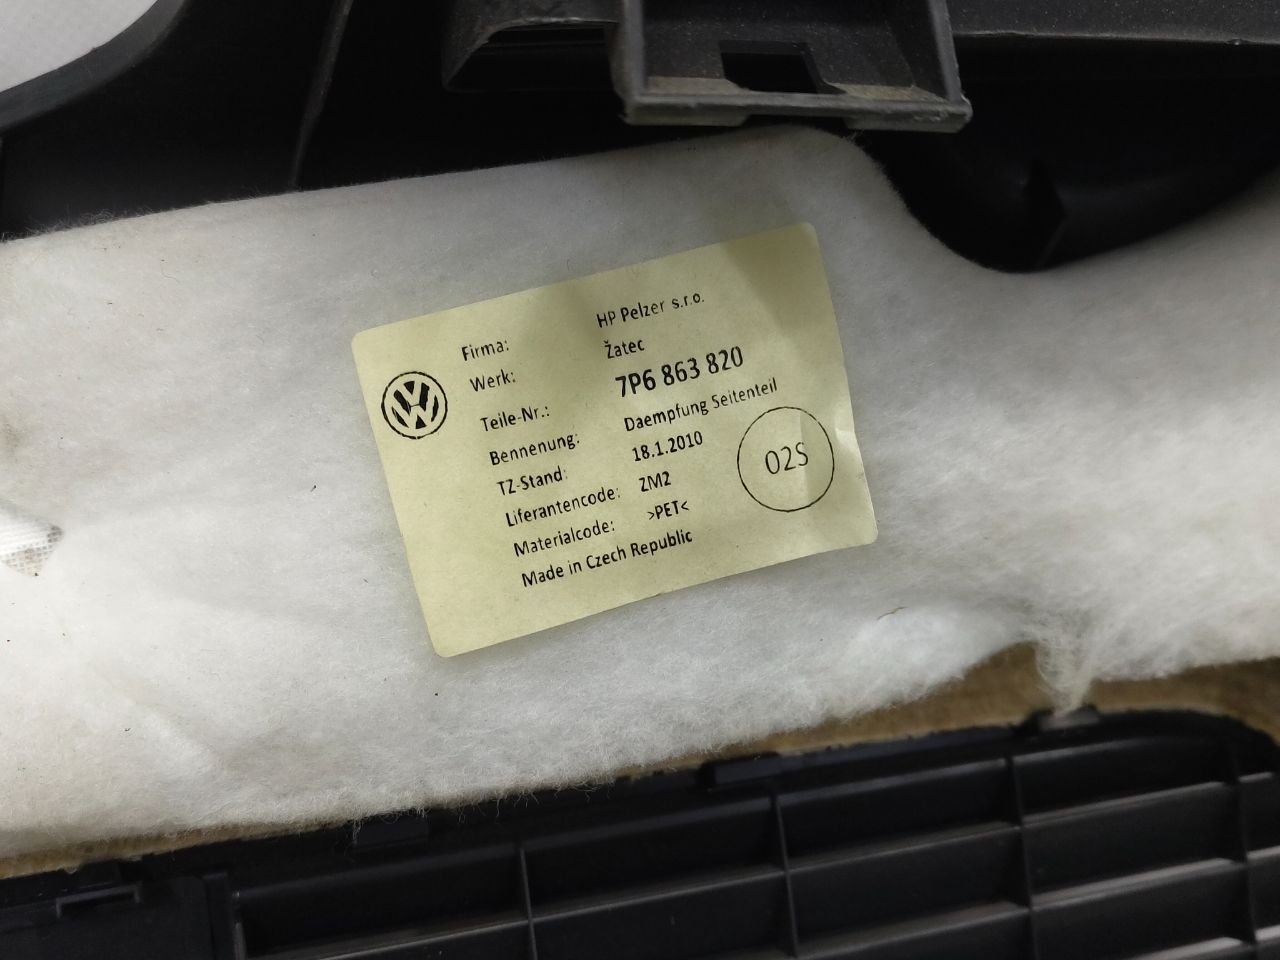 Firma: HP Pelzer s.r.o.
Werk: Žatec
Teile-Nr.: 7P6 863 820
Bennenung: Daempfung Seitenteil
TZ-Stand: 18.1.2010
Liferantencode: ZM2
Materialcode: >PET<
Made in Czech Republic
02S